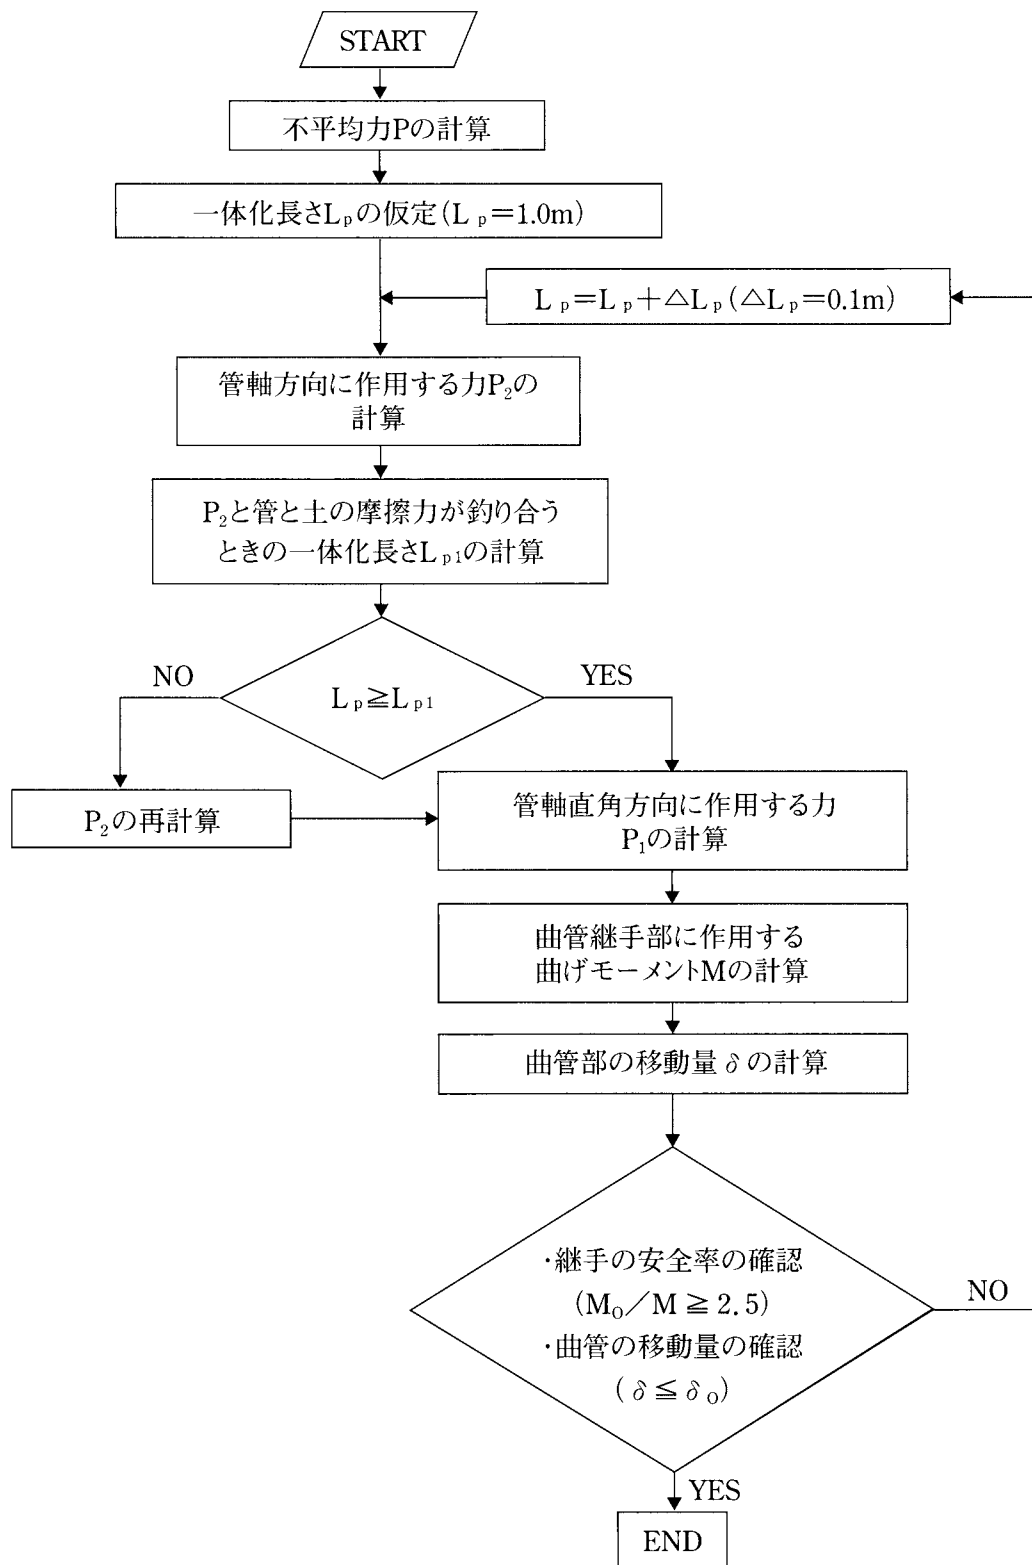 START
不平均力Pの計算
一体化長さLpの仮定(Lp=1.0m)
Lp=Lp+△Lp(△Lp=0.1m)
管軸方向に作用する力P₂の
計算
P₂と管と土の摩擦力が釣り合う
ときの一体化長さLp₁の計算
NO
YES
Lp≧Lp₁
P₂の再計算
管軸直角方向に作用する力
P₁の計算
曲管継手部に作用する
曲げモーメントMの計算
曲管部の移動量δの計算
・継手の安全率の確認
(M₀/M≧2.5)
NO
・曲管の移動量の確認
(δ≦δ₀)
YES
END